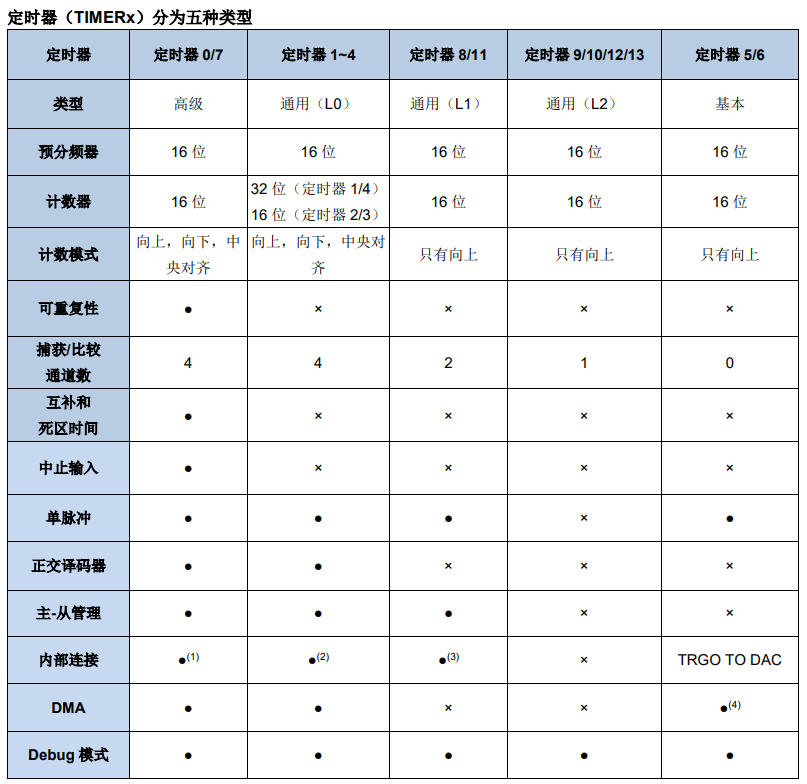 定时器（TIMERx）分为五种类型
定时器 定时器 0/7 定时器 1~4 定时器 8/11 定时器 9/10/12/13 定时器 5/6
类型 高级 通用（L0） 通用（L1） 通用（L2） 基本
预分频器 16 位 16 位 16 位 16 位 16 位
计数器 16 位 32 位（定时器 1/4） 16 位（定时器 2/3） 16 位 16 位 16 位
计数模式 向上，向下，中央对齐 向上，向下，中央对齐 只有向上 只有向上 只有向上
可重复性 ● × × × ×
捕获/比较通道数 4 4 2 1 0
互补和死区时间 ● × × × ×
中止输入 ● × × × ×
单脉冲 ● ● ● × ●
正交译码器 ● ● × × ×
主-从管理 ● ● ● × ×
内部连接 ●(1) ●(2) ●(3) × TRGO TO DAC
DMA ● ● × × ●(4)
Debug 模式 ● ● ● ● ●